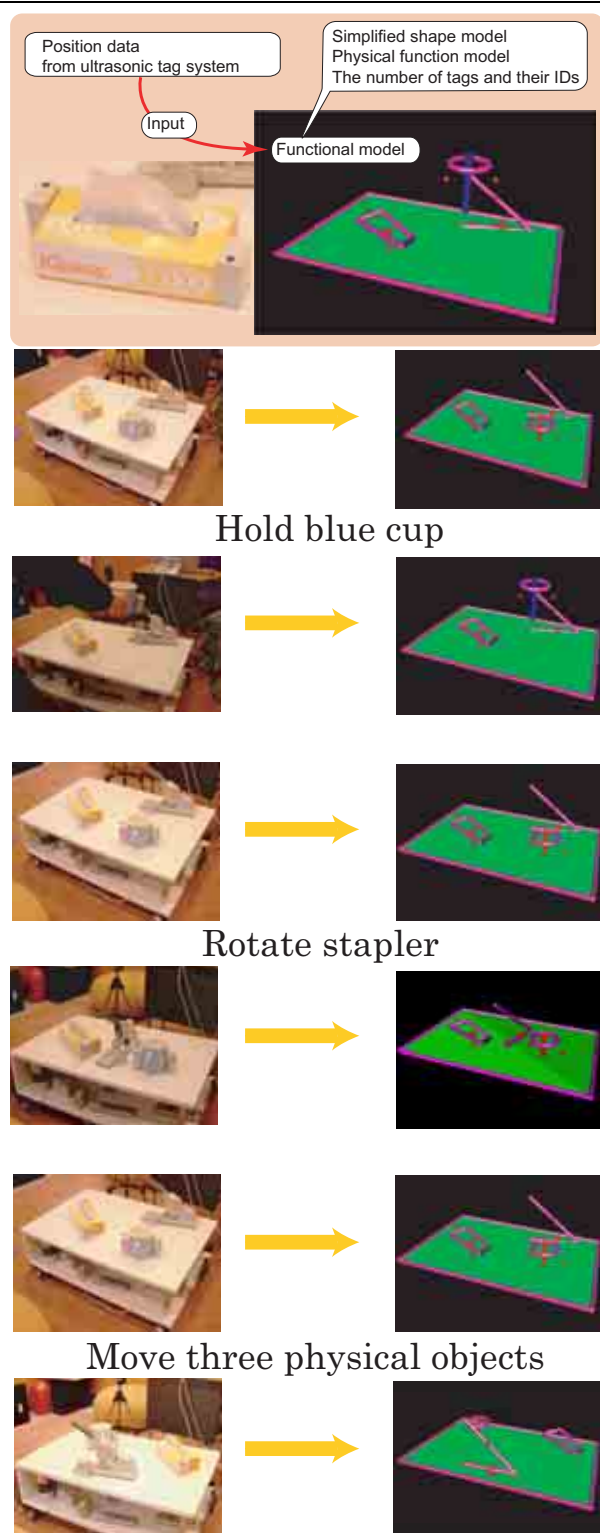 Position data
from ultrasonic tag system
Simplified shape model
Physical function model
The number of tags and their IDs
Input
Functional model
Kleenex
Hold blue cup
Rotate stapler
Move three physical objects